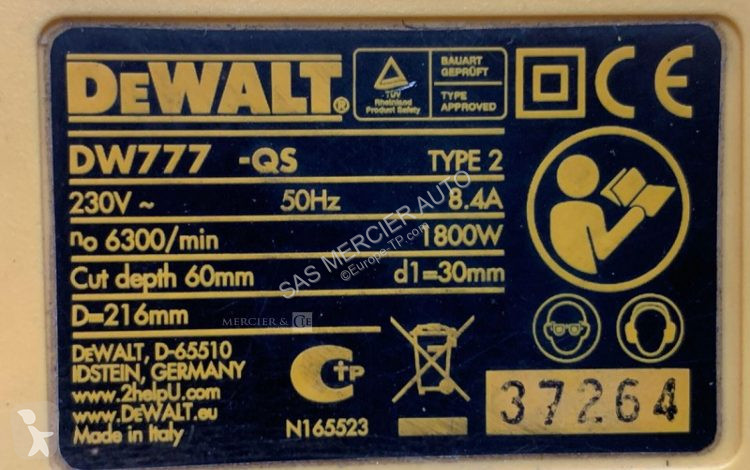 DEWALT®
TÜV
Rheinland
Product Safety
BAUART
GEPRÜFT
TYPE
APPROVED
CE
DW777 -QS TYPE 2
230V ~ 50Hz 8.4A
no 6300/min 1800W
Cut depth 60mm d1=30mm
D=216mm
DEWALT, D-65510
IDSTEIN, GERMANY
www.2helpU.com
www.DEWALT.eu
Made in Italy
C TP
N165523
37264
SAS MERCIER AUTO
©Europe-TP.com
MERCIER & CIE